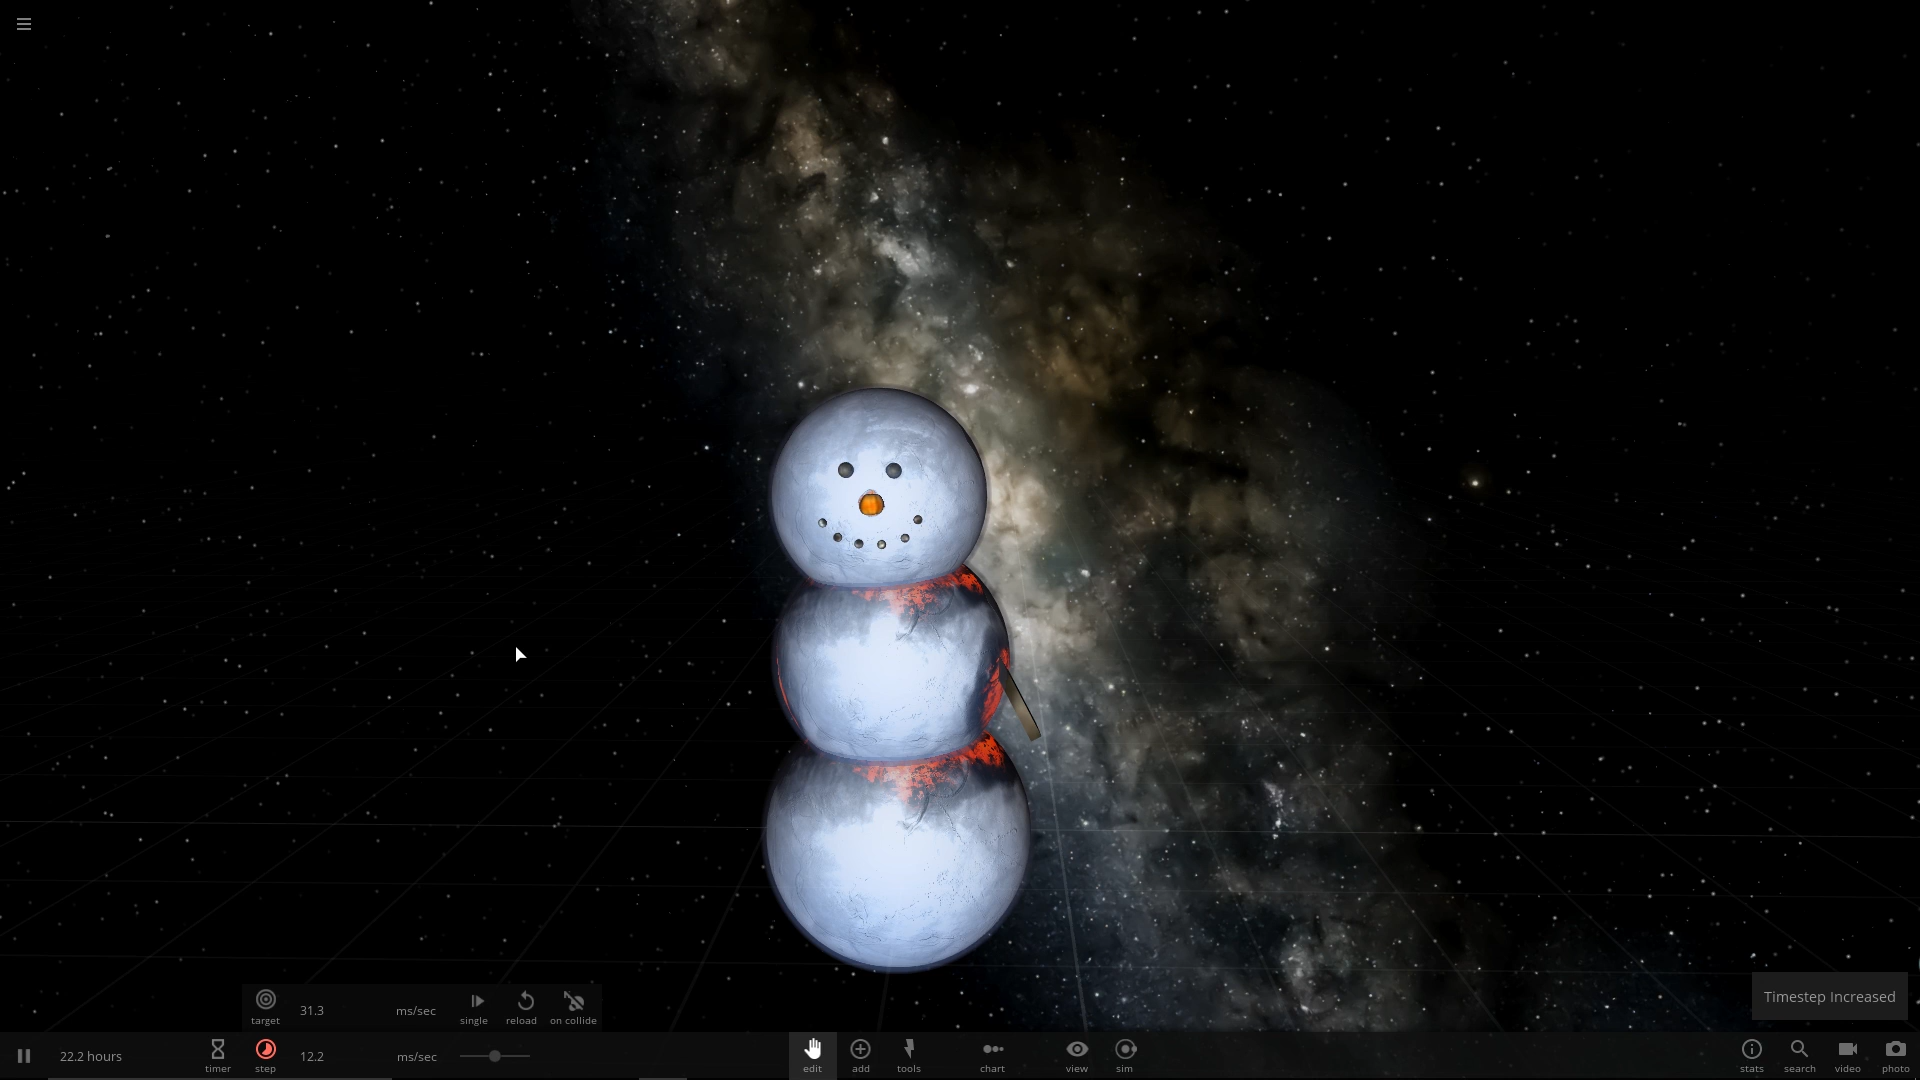 Timestep Increased
target
31.3
ms/sec
single
reload
on collide
22.2 hours
timer
step
12.2
ms/sec
edit
add
tools
chart
view
sim
stats
search
video
photo